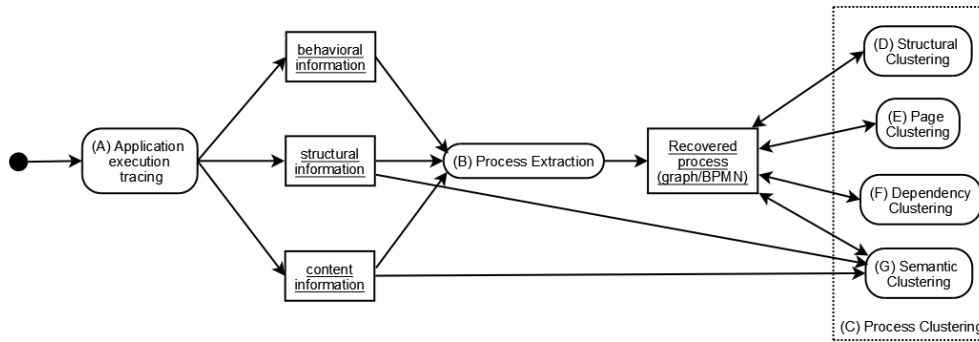 (A) Application
execution
tracing
behavioral
information
structural
information
content
information
(B) Process Extraction
Recovered
process
(graph/BPMN)
(D) Structural
Clustering
(E) Page
Clustering
(F) Dependency
Clustering
(G) Semantic
Clustering
(C) Process Clustering